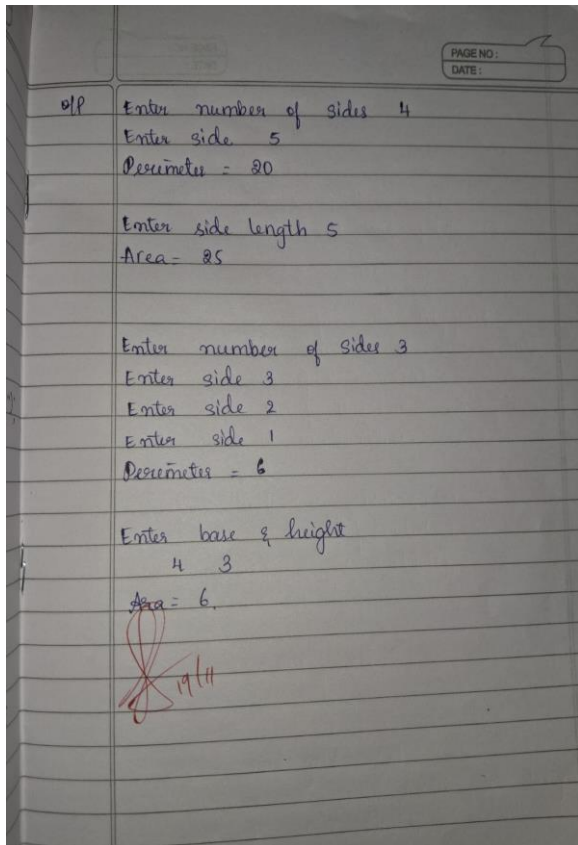 PAGE NO :
DATE :
o/p Enter number of sides 4
Enter side 5
Perimeter = 20
Enter side length 5
Area = 25
Enter number of sides 3
Enter side 3
Enter side 2
Enter side 1
Perimeter = 6
Enter base & height
4 3
Area = 6.
19/11